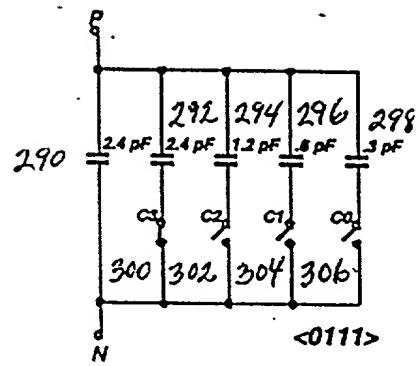 P
292 294 296 298
290 2.4 pF 2.4 pF 1.2 pF .6 pF .3 pF
C3 C2 C1 C0
300 302 304 306
N <0111>